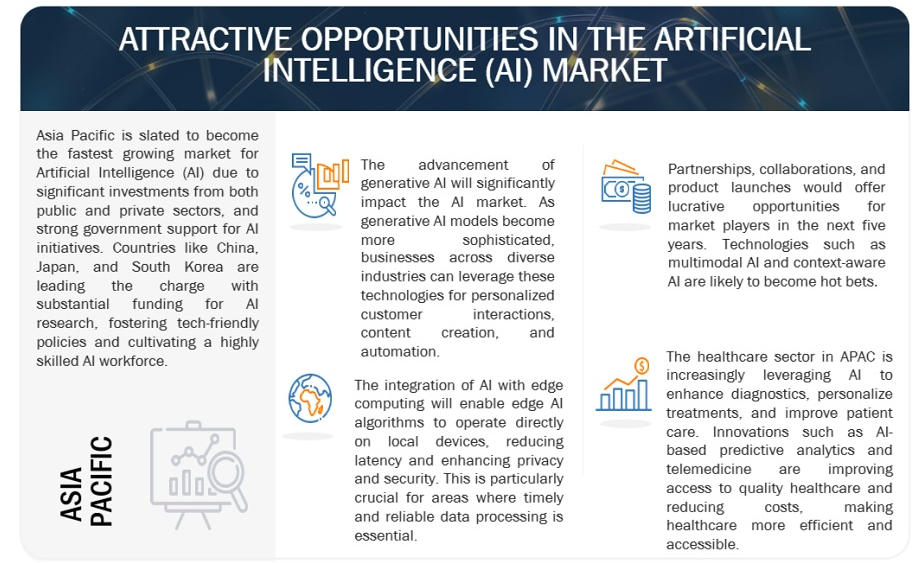 ATTRACTIVE OPPORTUNITIES IN THE ARTIFICIAL
INTELLIGENCE (AI) MARKET
Asia Pacific is slated to become
the fastest growing market for
Artificial Intelligence (AI) due to
significant investments from both
public and private sectors, and
strong government support for AI
initiatives. Countries like China,
Japan, and South Korea are
leading the charge with
substantial funding for AI
research, fostering tech-friendly
policies and cultivating a highly
skilled AI workforce.
ASIA
PACIFIC
The advancement of
generative AI will significantly
impact the AI market. As
generative AI models become
more sophisticated,
businesses across diverse
industries can leverage these
technologies for personalized
customer interactions,
content creation, and
automation.
The integration of AI with edge
computing will enable edge AI
algorithms to operate directly
on local devices, reducing
latency and enhancing privacy
and security. This is particularly
crucial for areas where timely
and reliable data processing is
essential.
Partnerships, collaborations, and
product launches would offer
lucrative opportunities for
market players in the next five
years. Technologies such as
multimodal AI and context-aware
AI are likely to become hot bets.
The healthcare sector in APAC is
increasingly leveraging AI to
enhance diagnostics, personalize
treatments, and improve patient
care. Innovations such as AI-
based predictive analytics and
telemedicine are improving
access to quality healthcare and
reducing costs, making
healthcare more efficient and
accessible.